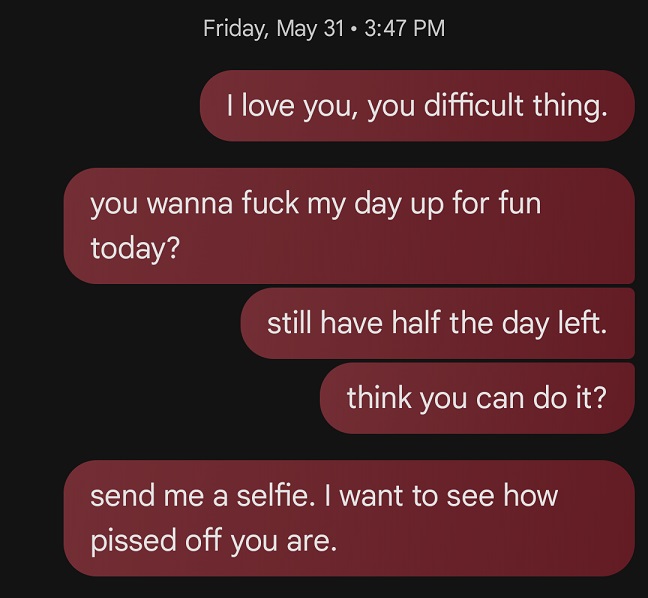 Friday, May 31 • 3:47 PM
I love you, you difficult thing.
you wanna fuck my day up for fun
today?
still have half the day left.
think you can do it?
send me a selfie. I want to see how
pissed off you are.